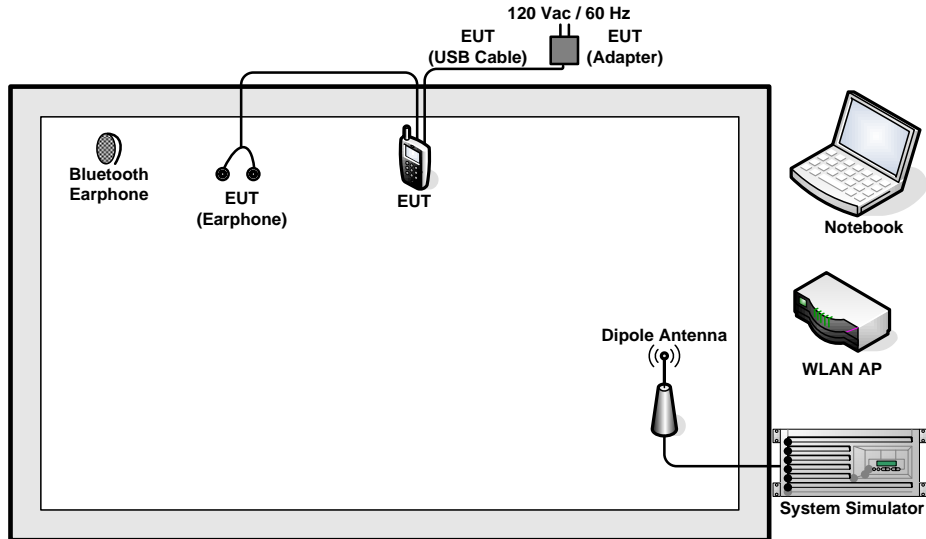 120 Vac / 60 Hz
EUT
(USB Cable)
EUT
(Adapter)
Bluetooth
Earphone
EUT
(Earphone)
EUT
Notebook
Dipole Antenna
WLAN AP
System Simulator